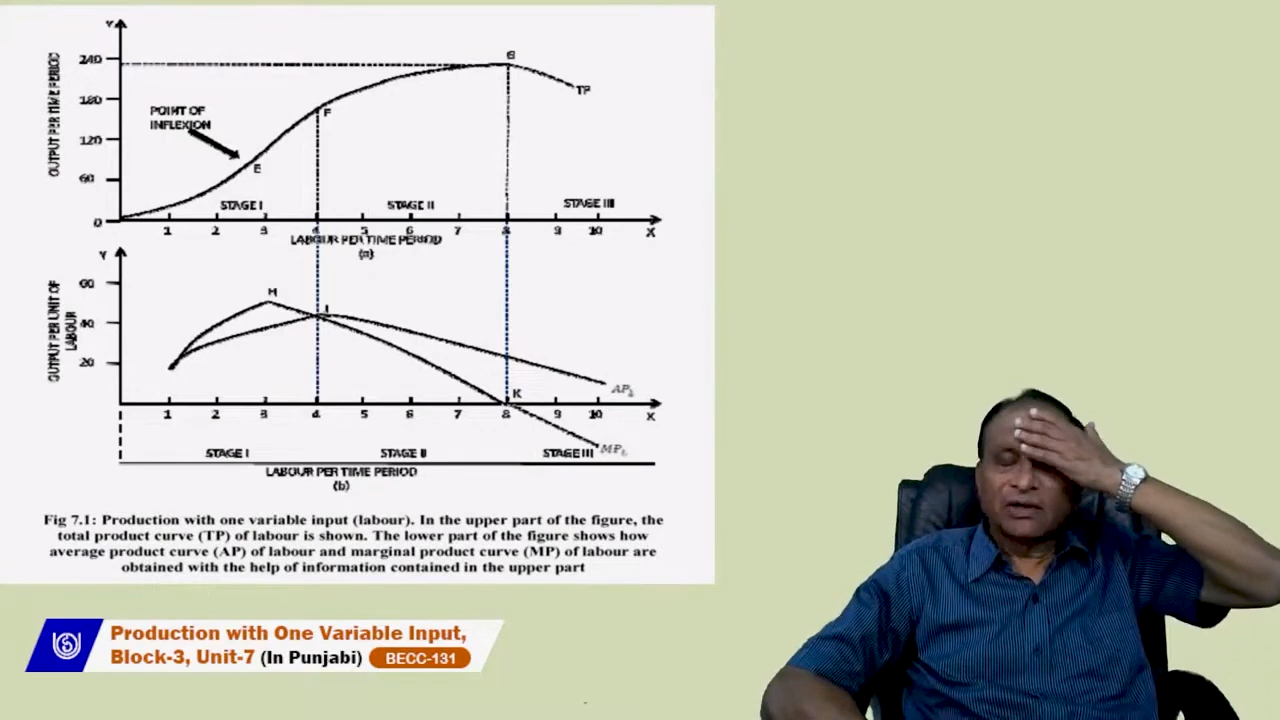 Y
OUTPUT PER TIME PERIOD
240
180
120
60
0
POINT OF
INFLEXION
E
F
G
TP
STAGE I
STAGE II
STAGE III
1 2 3 4 5 6 7 8 9 10 X
LABOUR PER TIME PERIOD
(a)
Y
OUTPUT PER UNIT OF
LABOUR
60
40
20
H
I
K
AP
MP
1 2 3 4 5 6 7 8 9 10 X
STAGE I
STAGE II
STAGE III
LABOUR PER TIME PERIOD
(b)
Fig 7.1: Production with one variable input (labour). In the upper part of the figure, the
total product curve (TP) of labour is shown. The lower part of the figure shows how
average product curve (AP) of labour and marginal product curve (MP) of labour are
obtained with the help of information contained in the upper part
Production with One Variable Input,
Block-3, Unit-7 (In Punjabi) BECC-131